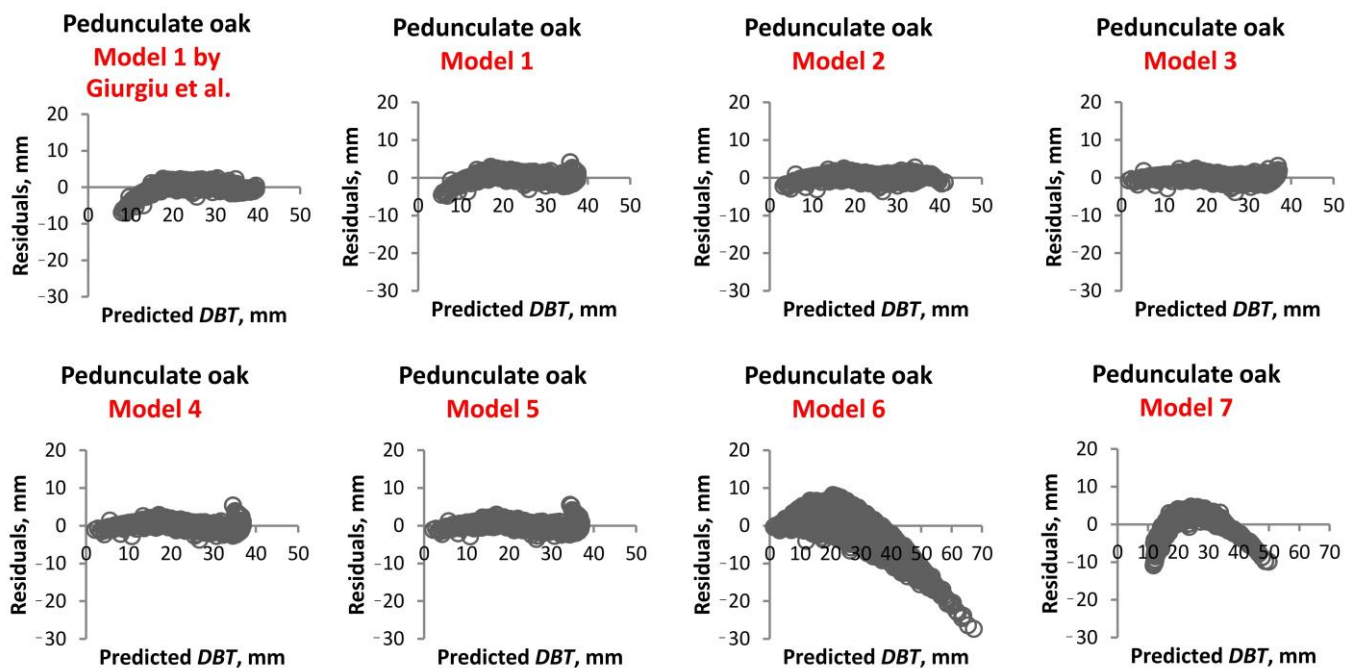 Pedunculate oak
Model 1 by
Giurgiu et al.
20
10
0
-10
-20
-30
0 10 20 30 40 50
Residuals, mm
Predicted DBT, mm
Pedunculate oak
Model 1
20
10
0
-10
-20
-30
0 10 20 30 40 50
Residuals, mm
Predicted DBT, mm
Pedunculate oak
Model 2
20
10
0
-10
-20
-30
0 10 20 30 40 50
Residuals, mm
Predicted DBT, mm
Pedunculate oak
Model 3
20
10
0
-10
-20
-30
0 10 20 30 40 50
Residuals, mm
Predicted DBT, mm
Pedunculate oak
Model 4
20
10
0
-10
-20
-30
0 10 20 30 40 50
Residuals, mm
Predicted DBT, mm
Pedunculate oak
Model 5
20
10
0
-10
-20
-30
0 10 20 30 40 50
Residuals, mm
Predicted DBT, mm
Pedunculate oak
Model 6
20
10
0
-10
-20
-30
0 10 20 30 40 50 60 70
Residuals, mm
Predicted DBT, mm
Pedunculate oak
Model 7
20
10
0
-10
-20
-30
0 10 20 30 40 50 60 70
Residuals, mm
Predicted DBT, mm